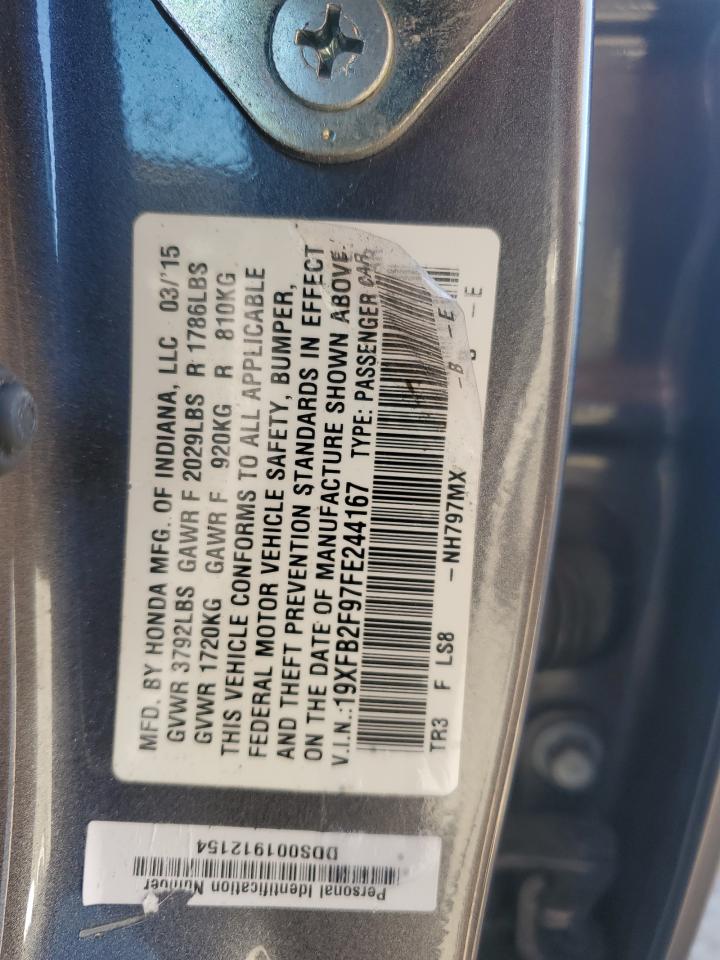 MFD. BY HONDA MFG. OF INDIANA, LLC 03/'15
GVWR 3792LBS GAWR F 2029LBS R 1786LBS
GVWR 1720KG GAWR F 920KG R 810KG
THIS VEHICLE CONFORMS TO ALL APPLICABLE
FEDERAL MOTOR VEHICLE SAFETY, BUMPER,
AND THEFT PREVENTION STANDARDS IN EFFECT
ON THE DATE OF MANUFACTURE SHOWN ABOVE.
V.I.N.:19XFB2F97FE244167 TYPE: PASSENGER CAR
TR3 F LS8 -NH797MX -B -E
-E
Personal Identification
Number
DDS001912154